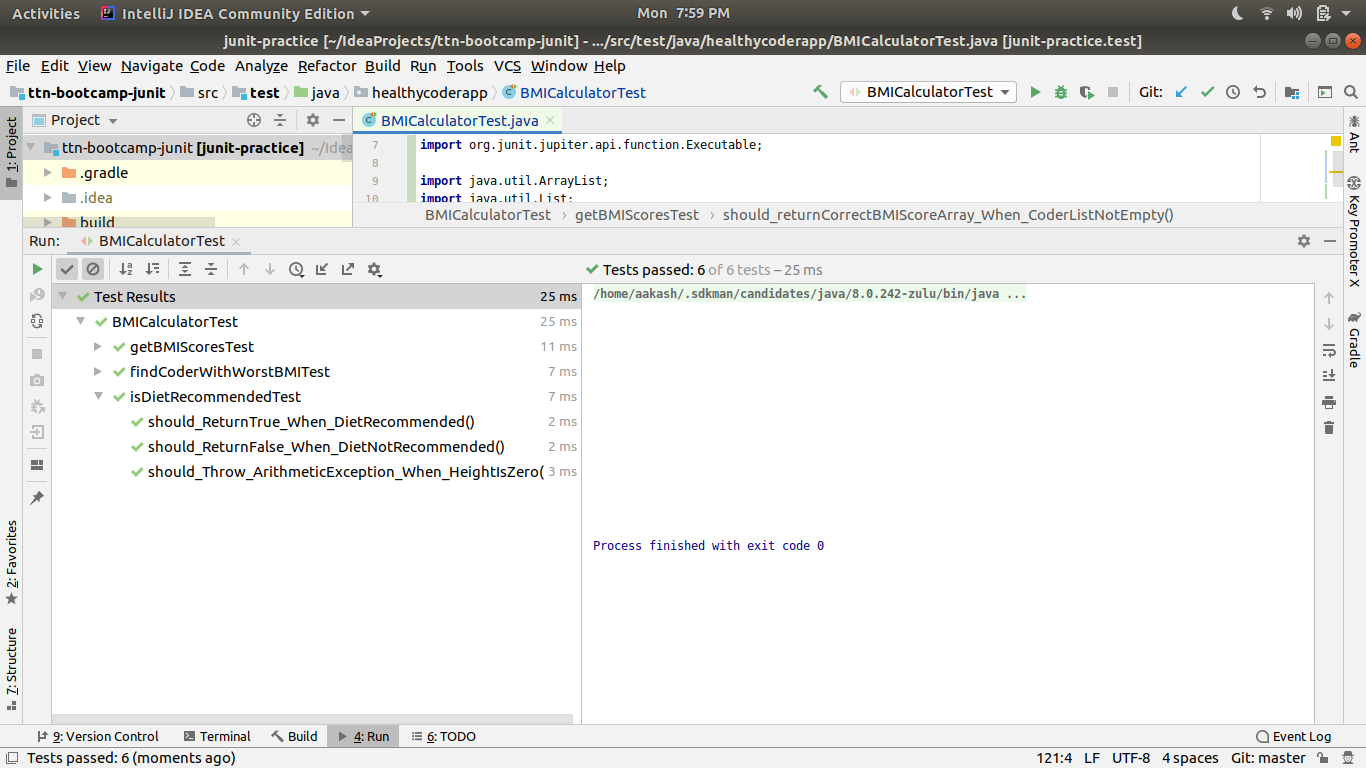 Activities IntelliJ IDEA Community Edition Mon 7:59 PM
junit-practice [~/IdeaProjects/ttn-bootcamp-junit] - .../src/test/java/healthycoderapp/BMICalculatorTest.java [junit-practice.test]
File Edit View Navigate Code Analyze Refactor Build Run Tools VCS Window Help
ttn-bootcamp-junit src test java healthycoderapp BMICalculatorTest BMICalculatorTest Git:
1: Project
Project
BMICalculatorTest.java
ttn-bootcamp-junit [junit-practice] ~/Idea
.gradle
.idea
build
7 import org.junit.jupiter.api.function.Executable;
8
9 import java.util.ArrayList;
10 import java.util.List;
BMICalculatorTest › getBMIScoresTest › should_returnCorrectBMIScoreArray_When_CoderListNotEmpty()
Ant
Key Promoter X
Gradle
Run: BMICalculatorTest
Tests passed: 6 of 6 tests – 25 ms
Test Results 25 ms
BMICalculatorTest 25 ms
getBMIScoresTest 11 ms
findCoderWithWorstBMITest 7 ms
isDietRecommendedTest 7 ms
should_ReturnTrue_When_DietRecommended() 2 ms
should_ReturnFalse_When_DietNotRecommended() 2 ms
should_Throw_ArithmeticException_When_HeightIsZero( 3 ms
/home/aakash/.sdkman/candidates/java/8.0.242-zulu/bin/java ...
Process finished with exit code 0
2: Favorites
7: Structure
9: Version Control Terminal Build 4: Run 6: TODO Event Log
Tests passed: 6 (moments ago) 121:4 LF UTF-8 4 spaces Git: master